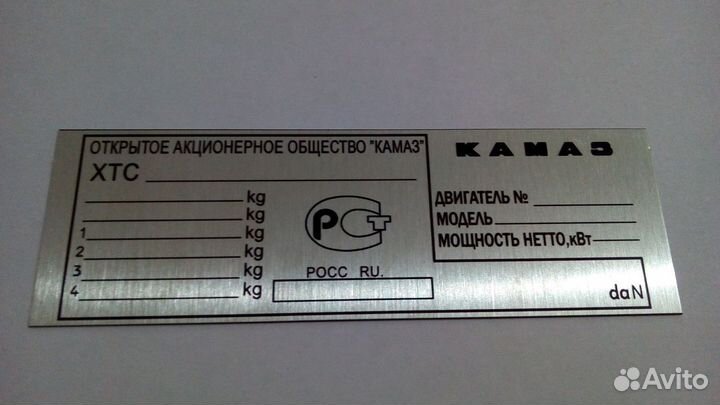 ОТКРЫТОЕ АКЦИОНЕРНОЕ ОБЩЕСТВО "КАМАЗ"
ХТС
kg
kg
1 kg
2 kg
3 kg
4 kg
РСТ
РОСС RU.
КАМАЗ
ДВИГАТЕЛЬ №
МОДЕЛЬ
МОЩНОСТЬ НЕТТО,кВт
daN
Avito